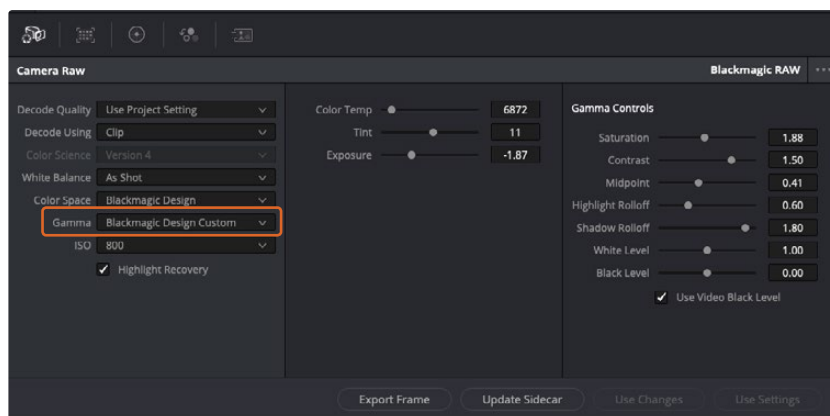 Camera Raw
Blackmagic RAW
Decode Quality Use Project Setting
Decode Using Clip
Color Science Version 4
White Balance As Shot
Color Space Blackmagic Design
Gamma Blackmagic Design Custom
ISO 800
Highlight Recovery
Color Temp 6872
Tint 11
Exposure -1.87
Gamma Controls
Saturation 1.88
Contrast 1.50
Midpoint 0.41
Highlight Rolloff 0.60
Shadow Rolloff 1.80
White Level 1.00
Black Level 0.00
Use Video Black Level
Export Frame Update Sidecar Use Changes Use Settings